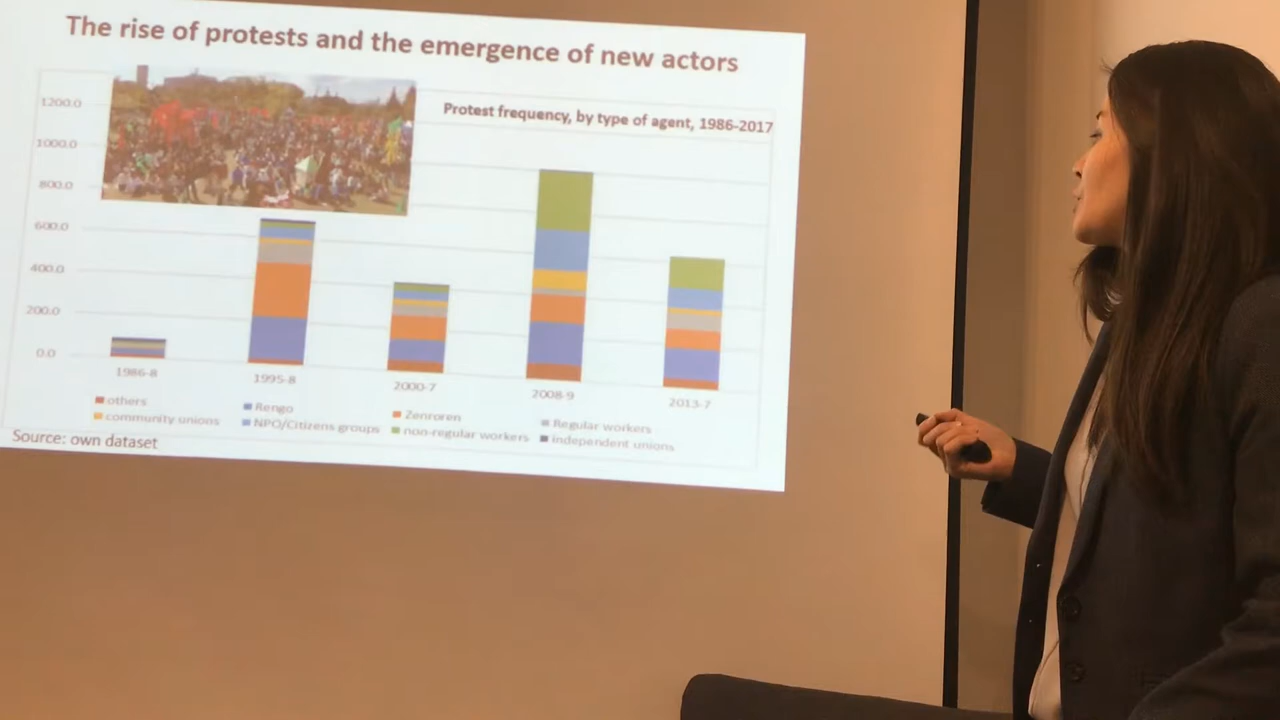 The rise of protests and the emergence of new actors
Protest frequency, by type of agent, 1986-2017
1200.0
1000.0
800.0
600.0
400.0
200.0
0.0
1986-8
1995-8
2000-7
2008-9
2013-7
others
Rengo
Zenroren
Regular workers
community unions
NPO/Citizens groups
non-regular workers
independent unions
Source: own dataset